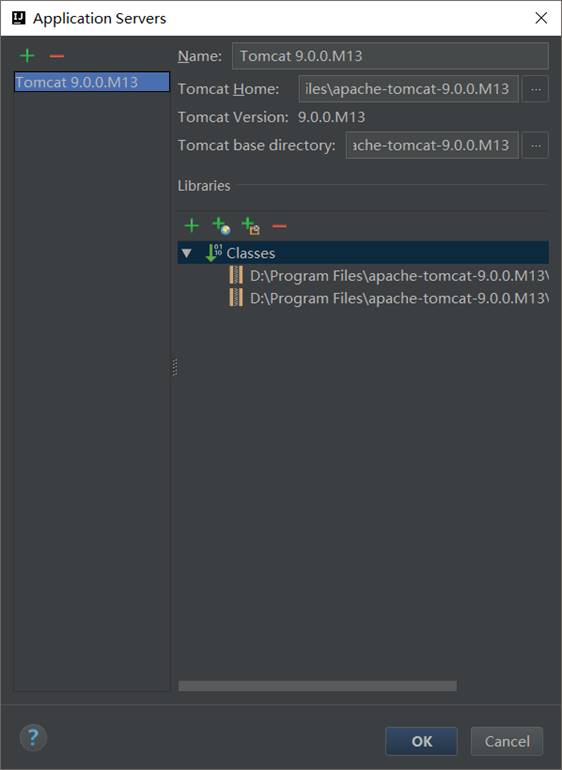 Application Servers
Tomcat 9.0.0.M13
Name: Tomcat 9.0.0.M13
Tomcat Home: iles\apache-tomcat-9.0.0.M13 ...
Tomcat Version: 9.0.0.M13
Tomcat base directory: ache-tomcat-9.0.0.M13 ...
Libraries
Classes
D:\Program Files\apache-tomcat-9.0.0.M13\
D:\Program Files\apache-tomcat-9.0.0.M13\
?
OK Cancel